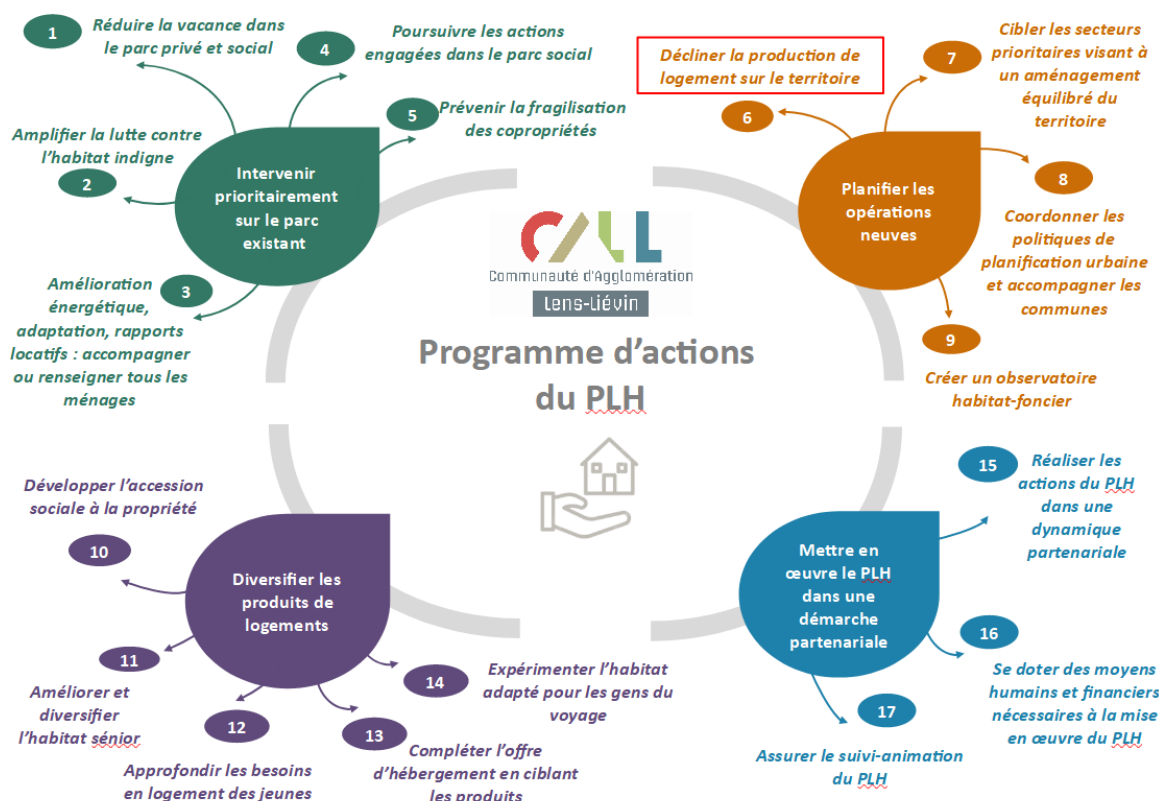 1
Réduire la vacance dans
le parc privé et social
4
Poursuivre les actions
engagées dans le parc social
5
Prévenir la fragilisation
des copropriétés
Amplifier la lutte contre
l'habitat indigne
2
Intervenir
prioritairement
sur le parc
existant
3
Amélioration
énergétique,
adaptation, rapports
locatifs : accompagner
ou renseigner tous les
ménages
Décliner la production de
logement sur le territoire
6
7
Cibler les secteurs
prioritaires visant à
un aménagement
équilibré du
territoire
Planifier les
opérations
neuves
8
Coordonner les
politiques de
planification urbaine
et accompagner les
communes
9
Créer un observatoire
habitat-foncier
CALL
Communauté d'Agglomération
Lens-Liévin
Programme d'actions
du PLH
Développer l'accession
sociale à la propriété
10
Diversifier les
produits de
logements
11
Améliorer et
diversifier
l'habitat sénior
12
Approfondir les besoins
en logement des jeunes
13
Compléter l'offre
d'hébergement en ciblant
les produits
14
Expérimenter l'habitat
adapté pour les gens du
voyage
15
Réaliser les
actions du PLH
dans une
dynamique
partenariale
Mettre en
œuvre le PLH
dans une
démarche
partenariale
16
Se doter des moyens
humains et financiers
nécessaires à la mise
en œuvre du PLH
17
Assurer le suivi-animation
du PLH